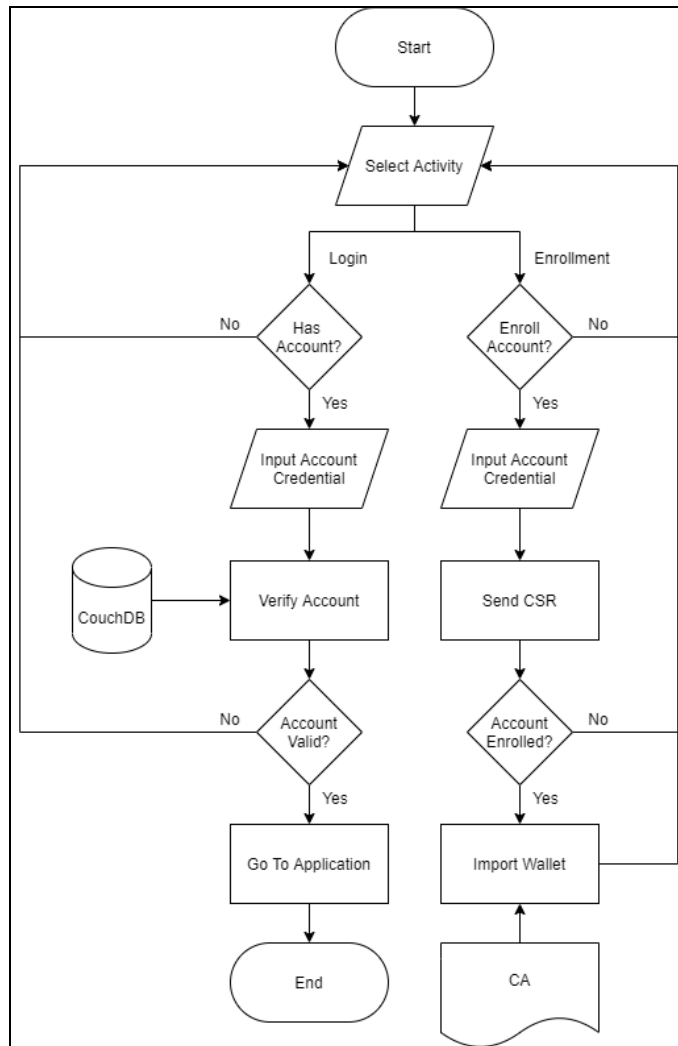 Start
Select Activity
Login
Enrollment
No
Has
Account?
Enroll
Account?
No
Yes
Yes
Input Account
Credential
Input Account
Credential
CouchDB
Verify Account
Send CSR
No
Account
Valid?
Account
Enrolled?
No
Yes
Yes
Go To Application
Import Wallet
End
CA